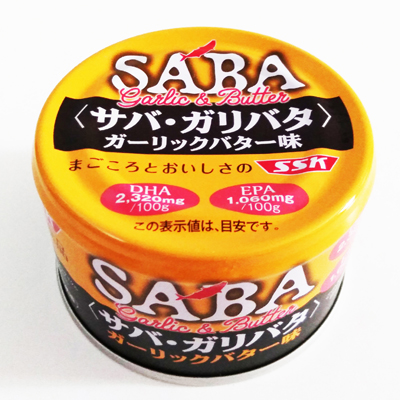 SABA
Garlic & Butter
〈サバ・ガリバタ〉
ガーリックバター味
まごころとおいしさの SSK
DHA
2,320mg
/100g
EPA
1,060mg
/100g
この表示値は、目安です。
SABA
Garlic & Butter
〈サバ・ガリバタ〉
ガーリックバター味